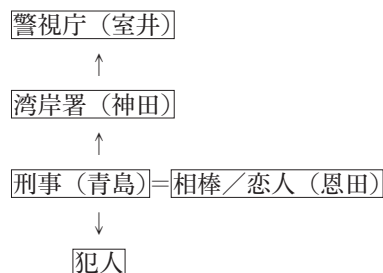 警視庁（室井）
↑
湾岸署（神田）
↑
刑事（青島）=相棒／恋人（恩田）
↓
犯人